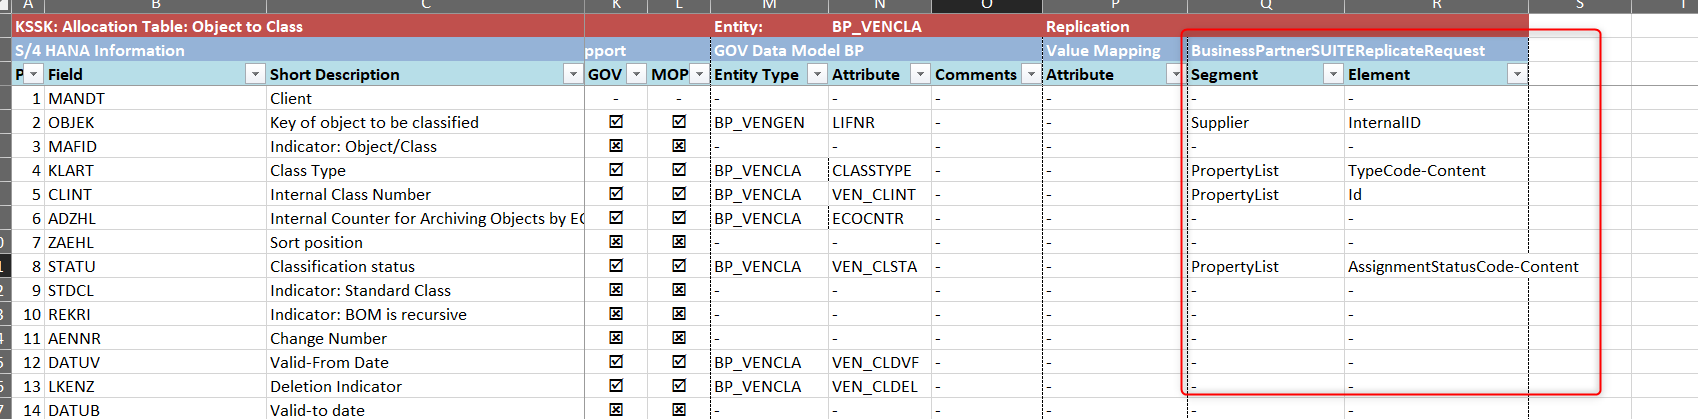 A B C K L M N O P Q R S T
KSSK: Allocation Table: Object to Class Entity: BP_VENCLA Replication
S/4 HANA Information pport GOV Data Model BP Value Mapping BusinessPartnerSUITEReplicateRequest
P Field Short Description GOV MOP Entity Type Attribute Comments Attribute Segment Element
1 MANDT Client - - - - - - - -
2 OBJEK Key of object to be classified ☑ ☑ BP_VENGEN LIFNR - - Supplier InternalID
3 MAFID Indicator: Object/Class ☒ ☒ - - - - - -
4 KLART Class Type ☑ ☑ BP_VENCLA CLASSTYPE - - PropertyList TypeCode-Content
5 CLINT Internal Class Number ☑ ☑ BP_VENCLA VEN_CLINT - - PropertyList Id
6 ADZHL Internal Counter for Archiving Objects by EC ☑ ☑ BP_VENCLA ECOCNTR - - - -
7 ZAEHL Sort position ☒ ☒ - - - - - -
8 STATU Classification status ☑ ☑ BP_VENCLA VEN_CLSTA - - PropertyList AssignmentStatusCode-Content
9 STDCL Indicator: Standard Class ☒ ☒ - - - - - -
10 REKRI Indicator: BOM is recursive ☒ ☒ - - - - - -
11 AENNR Change Number ☒ ☒ - - - - - -
12 DATUV Valid-From Date ☑ ☑ BP_VENCLA VEN_CLDVF - - - -
13 LKENZ Deletion Indicator ☑ ☑ BP_VENCLA VEN_CLDEL - - - -
14 DATUB Valid-to date ☒ ☒ - - - - - -